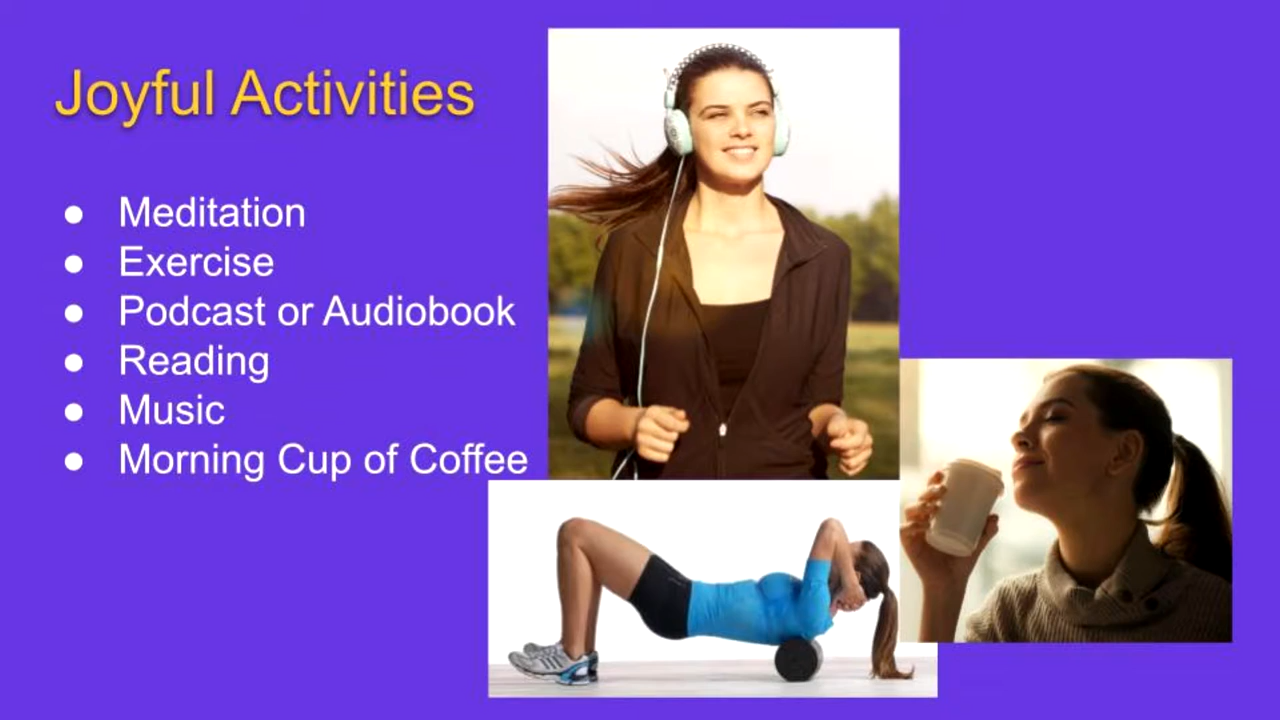 Joyful Activities
● Meditation
● Exercise
● Podcast or Audiobook
● Reading
● Music
● Morning Cup of Coffee